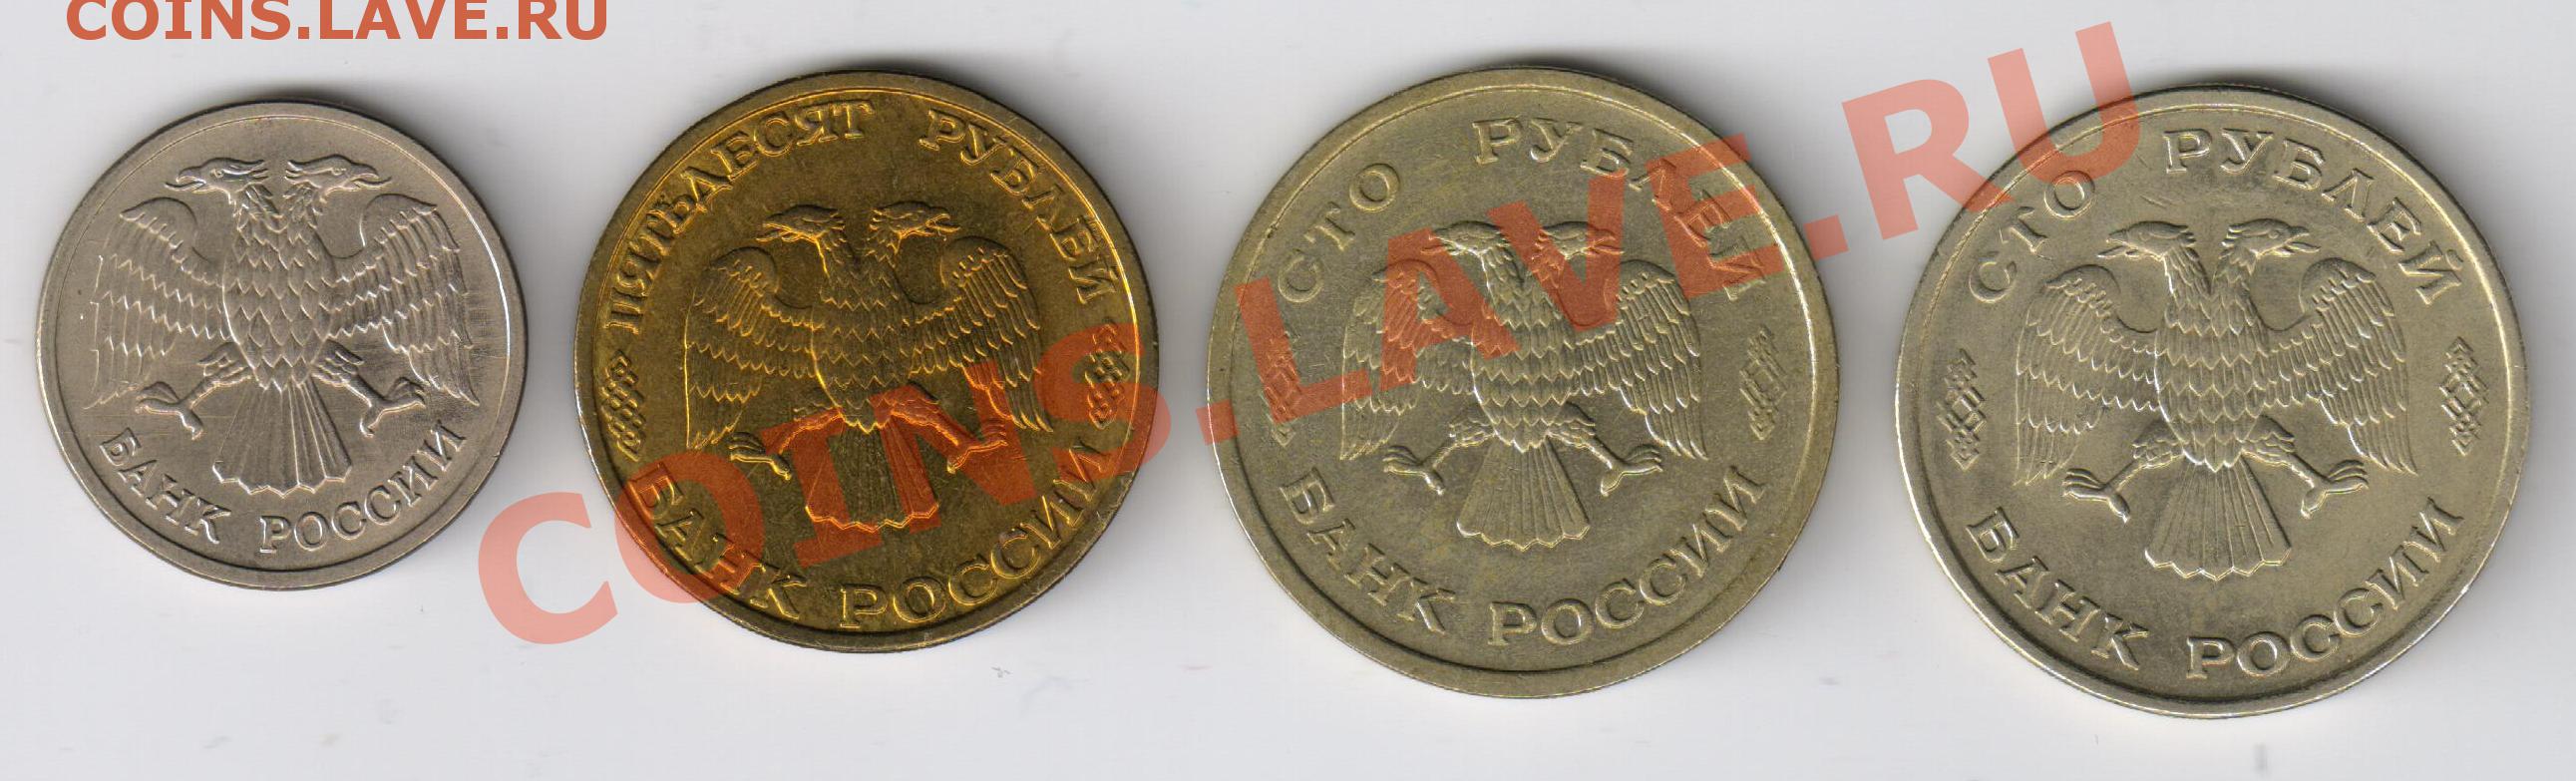 COINS.LAVE.RU
БАНК РОССИИ
ПЯТЬДЕСЯТ РУБЛЕЙ
БАНК РОССИИ
СТО РУБЛЕЙ
БАНК РОССИИ
СТО РУБЛЕЙ
БАНК РОССИИ
COINS.LAVE.RU